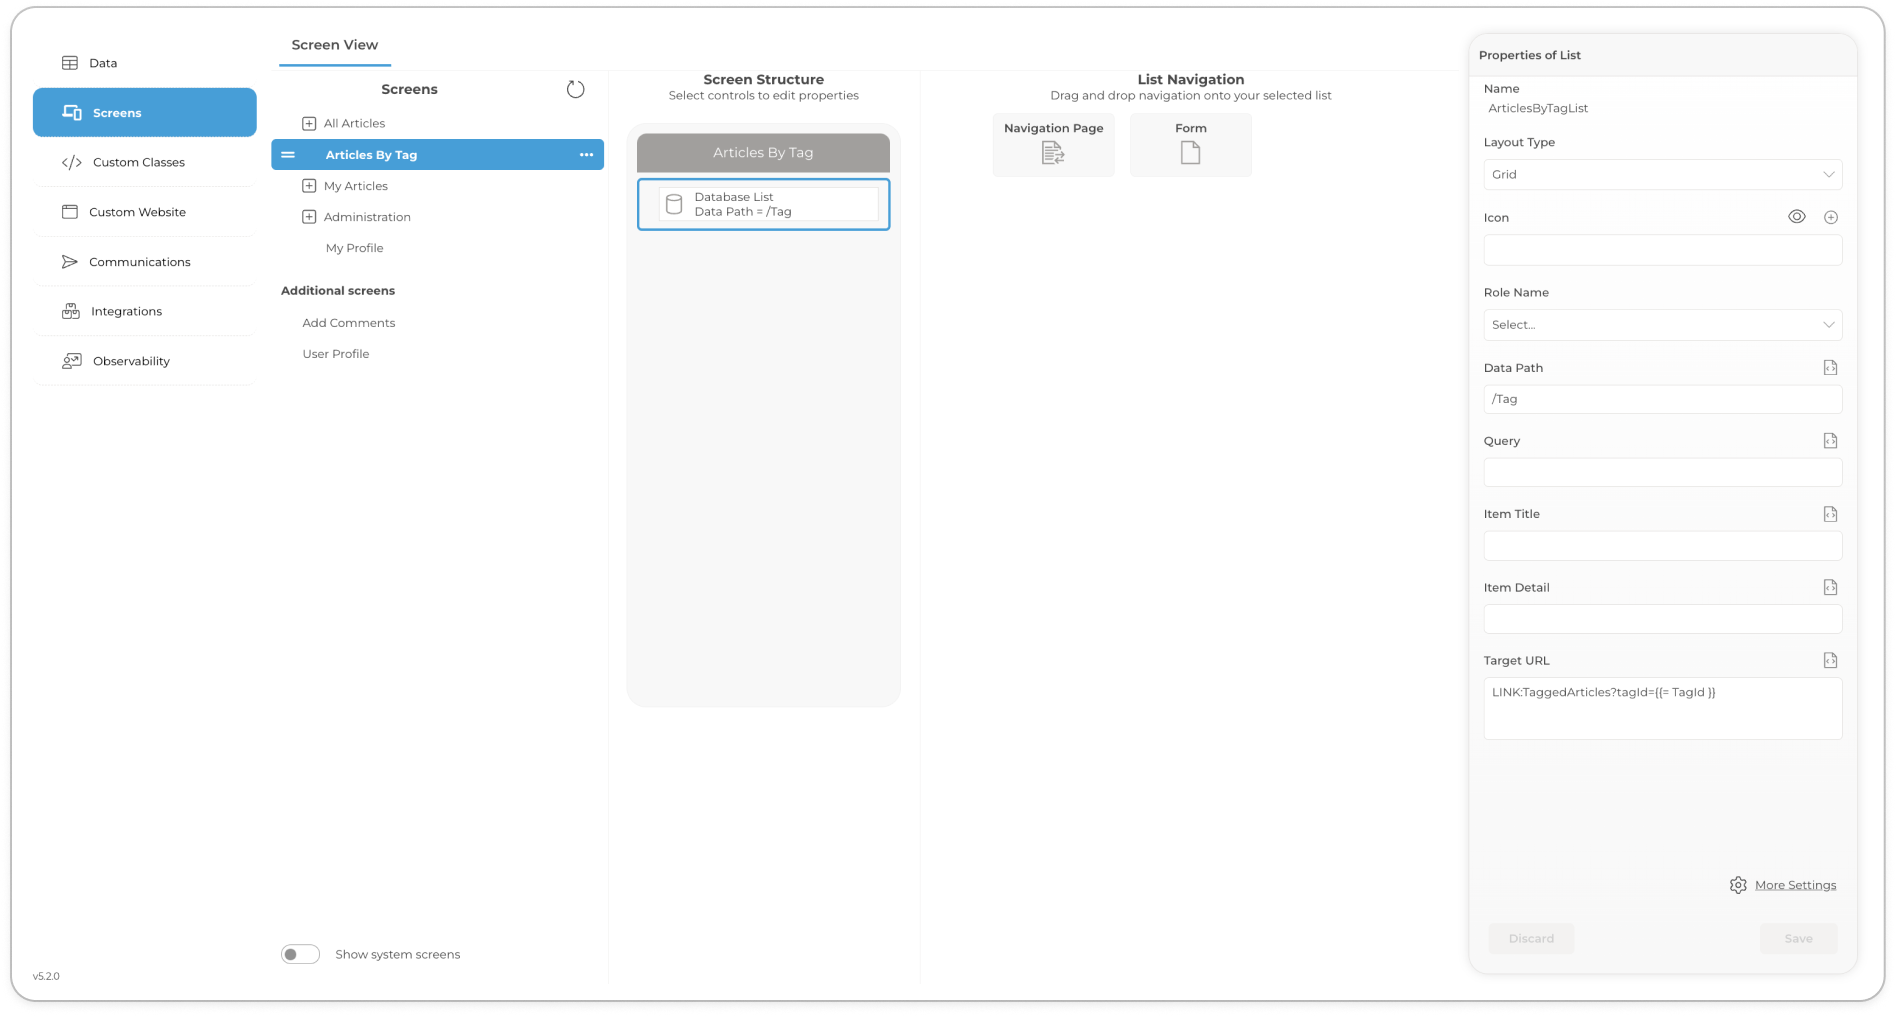 Data
Screens
Custom Classes
Custom Website
Communications
Integrations
Observability
v5.2.0
Screen View
Screens
All Articles
Articles By Tag
My Articles
Administration
My Profile
Additional screens
Add Comments
User Profile
Show system screens
Screen Structure
Select controls to edit properties
Articles By Tag
Database List
Data Path = /Tag
List Navigation
Drag and drop navigation onto your selected list
Navigation Page
Form
Properties of List
Name
ArticlesByTagList
Layout Type
Grid
Icon
Role Name
Select...
Data Path
/Tag
Query
Item Title
Item Detail
Target URL
LINK:TaggedArticles?tagId={{= TagId }}
More Settings
Discard
Save